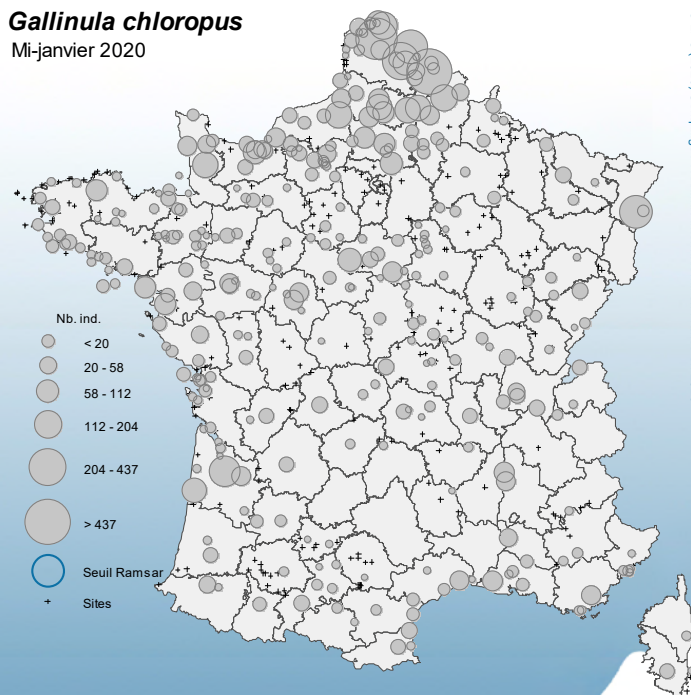 Gallinula chloropus
Mi-janvier 2020
Nb. ind.
< 20
20 - 58
58 - 112
112 - 204
204 - 437
> 437
Seuil Ramsar
Sites